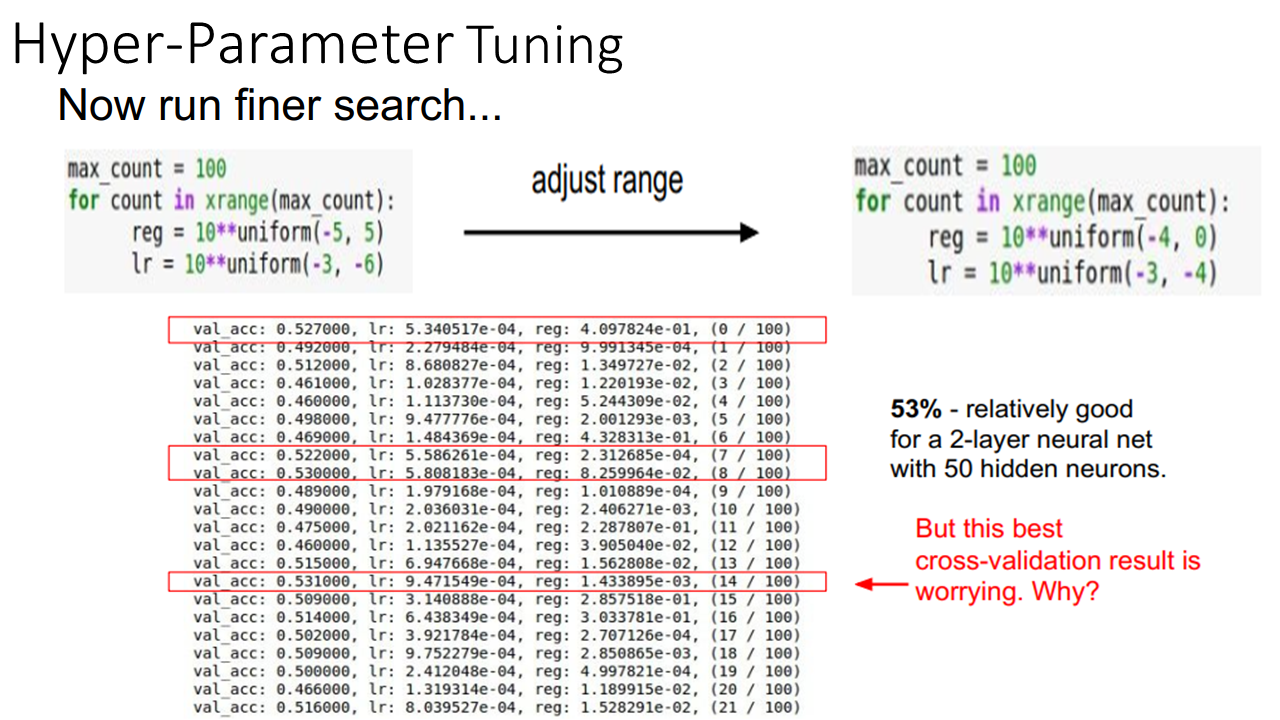 Hyper-Parameter Tuning
Now run finer search...
max_count = 100
for count in xrange(max_count):
reg = 10**uniform(-5, 5)
lr = 10**uniform(-3, -6)
adjust range
max_count = 100
for count in xrange(max_count):
reg = 10**uniform(-4, 0)
lr = 10**uniform(-3, -4)
val_acc: 0.527000, lr: 5.340517e-04, reg: 4.097824e-01, (0 / 100)
val_acc: 0.492000, lr: 2.279484e-04, reg: 9.991345e-04, (1 / 100)
val_acc: 0.512000, lr: 8.680827e-04, reg: 1.349727e-02, (2 / 100)
val_acc: 0.461000, lr: 1.028377e-04, reg: 1.220193e-02, (3 / 100)
val_acc: 0.460000, lr: 1.113730e-04, reg: 5.244309e-02, (4 / 100)
val_acc: 0.498000, lr: 9.477776e-04, reg: 2.001293e-03, (5 / 100)
val_acc: 0.469000, lr: 1.484369e-04, reg: 4.328313e-01, (6 / 100)
val_acc: 0.522000, lr: 5.586261e-04, reg: 2.312685e-04, (7 / 100)
val_acc: 0.530000, lr: 5.808183e-04, reg: 8.259964e-02, (8 / 100)
val_acc: 0.489000, lr: 1.979168e-04, reg: 1.010889e-04, (9 / 100)
val_acc: 0.490000, lr: 2.036031e-04, reg: 2.406271e-03, (10 / 100)
val_acc: 0.475000, lr: 2.021162e-04, reg: 2.287807e-01, (11 / 100)
val_acc: 0.460000, lr: 1.135527e-04, reg: 3.905040e-02, (12 / 100)
val_acc: 0.515000, lr: 6.947668e-04, reg: 1.562808e-02, (13 / 100)
val_acc: 0.531000, lr: 9.471549e-04, reg: 1.433895e-03, (14 / 100)
val_acc: 0.509000, lr: 3.140888e-04, reg: 2.857518e-01, (15 / 100)
val_acc: 0.514000, lr: 6.438349e-04, reg: 3.033781e-01, (16 / 100)
val_acc: 0.502000, lr: 3.921784e-04, reg: 2.707126e-04, (17 / 100)
val_acc: 0.509000, lr: 9.752279e-04, reg: 2.850865e-03, (18 / 100)
val_acc: 0.500000, lr: 2.412048e-04, reg: 4.997821e-04, (19 / 100)
val_acc: 0.466000, lr: 1.319314e-04, reg: 1.189915e-02, (20 / 100)
val_acc: 0.516000, lr: 8.039527e-04, reg: 1.528291e-02, (21 / 100)
53% - relatively good
for a 2-layer neural net
with 50 hidden neurons.
But this best
cross-validation result is
worrying. Why?